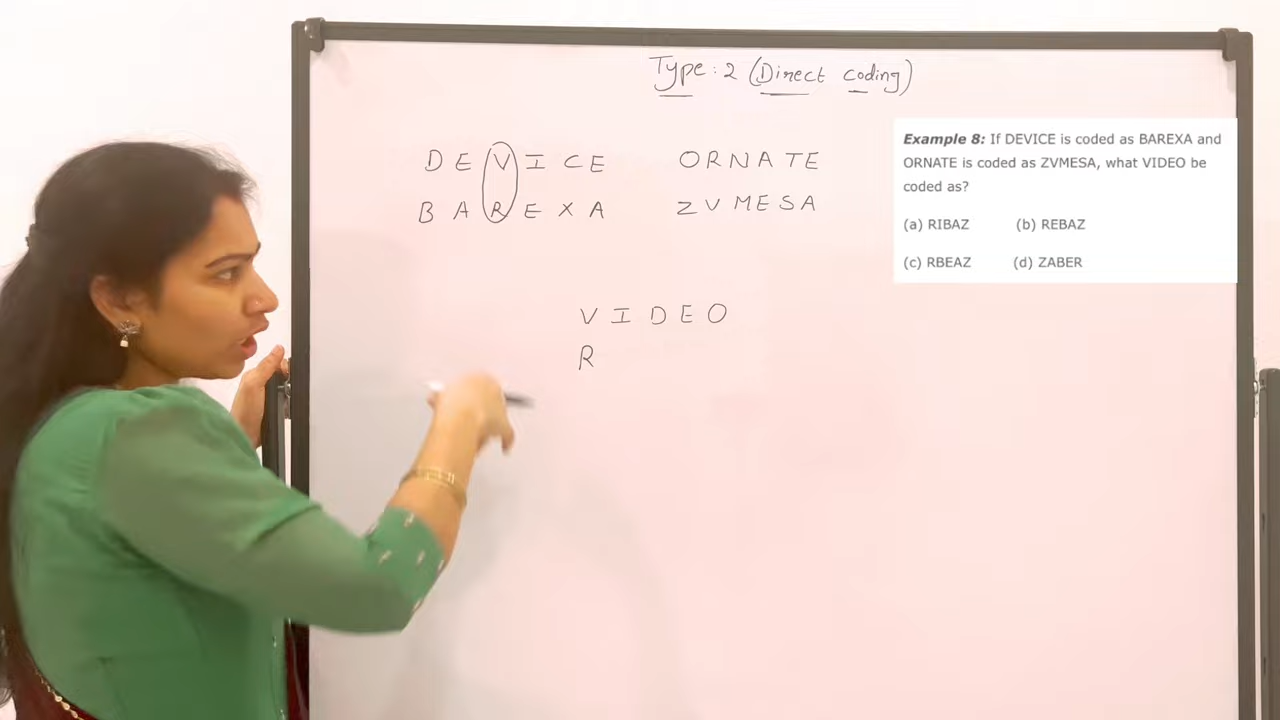 Type : 2 (Direct coding)
D E V I C E
B A R E X A
O R N A T E
Z V M E S A
Example 8: If DEVICE is coded as BAREXA and
ORNATE is coded as ZVMESA, what VIDEO be
coded as?
(a) RIBAZ (b) REBAZ
(c) RBEAZ (d) ZABER
V I D E O
R